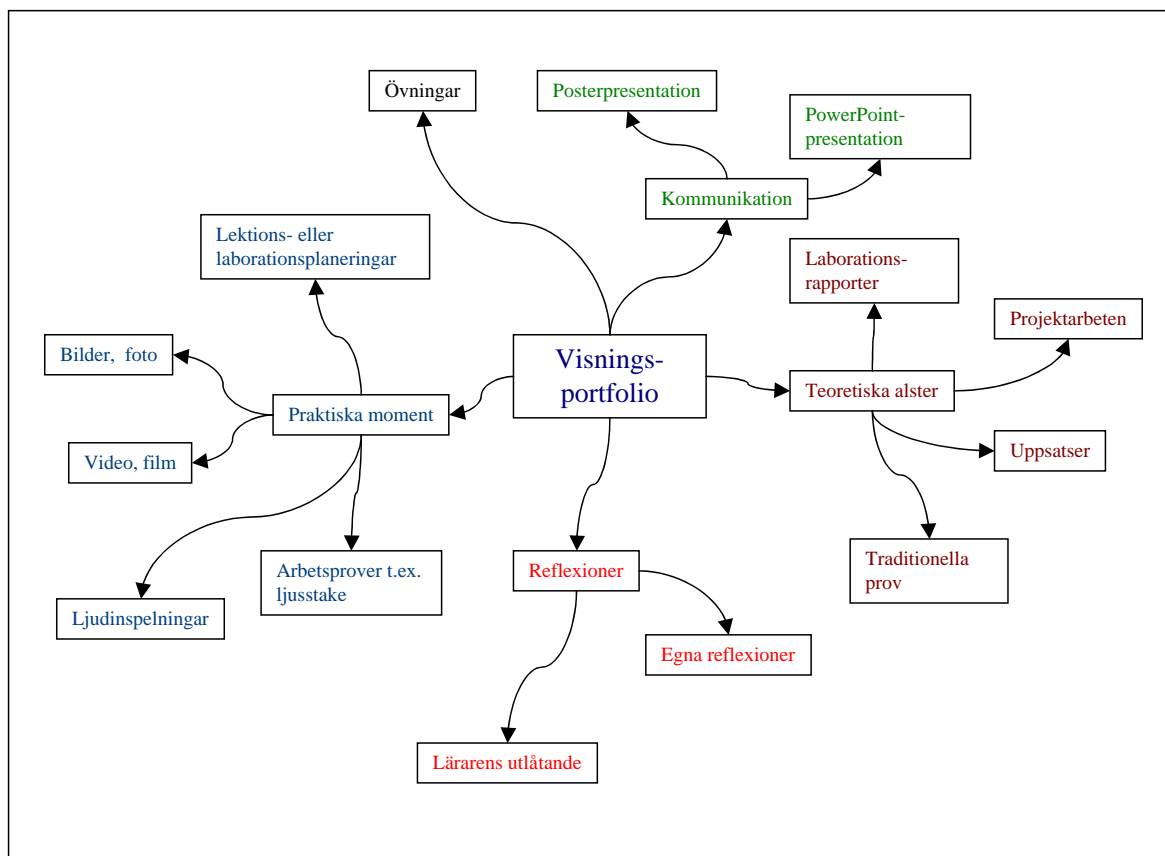 Övningar
Posterpresentation
PowerPoint-
presentation
Kommunikation
Lektions- eller
laborationsplaneringar
Laborations-
rapporter
Projektarbeten
Bilder,  foto
Visnings-
portfolio
Teoretiska alster
Praktiska moment
Video, film
Uppsatser
Arbetsprover t.ex.
ljusstake
Reflexioner
Traditionella
prov
Ljudinspelningar
Egna reflexioner
Lärarens utlåtande